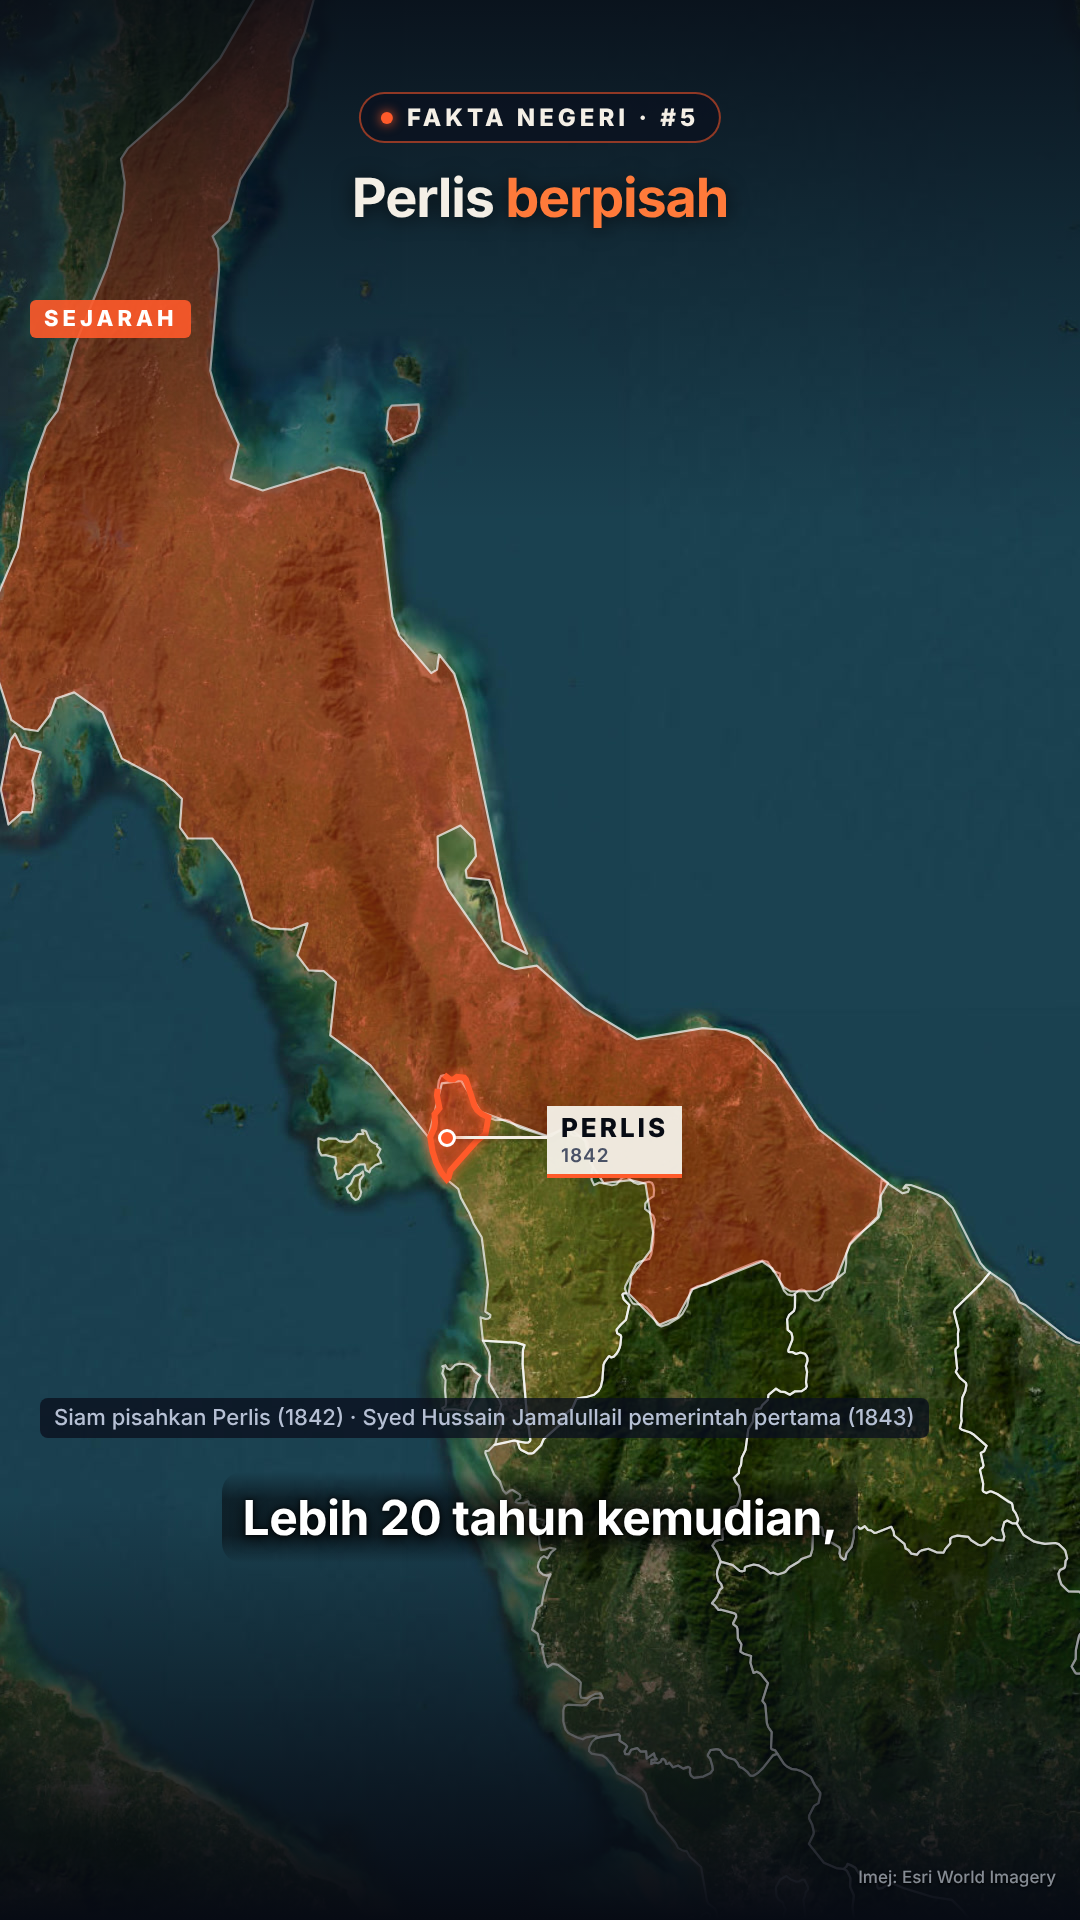 FAKTA NEGERI · #5
Perlis berpisah
SEJARAH
PERLIS
1842
Siam pisahkan Perlis (1842) · Syed Hussain Jamalullail pemerintah pertama (1843)
Lebih 20 tahun kemudian,
Imej: Esri World Imagery